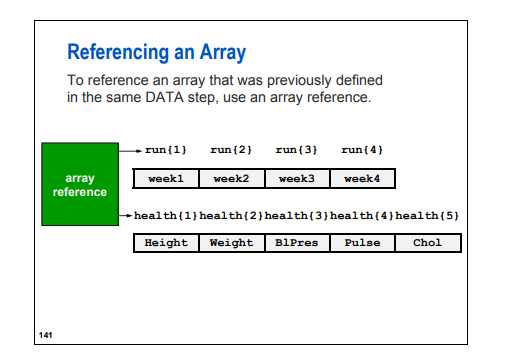 Referencing an Array
To reference an array that was previously defined
in the same DATA step, use an array reference.
run{1} run{2} run{3} run{4}
array
reference
week1 week2 week3 week4
health{1} health{2} health{3} health{4} health{5}
Height Weight BlPres Pulse Chol
141